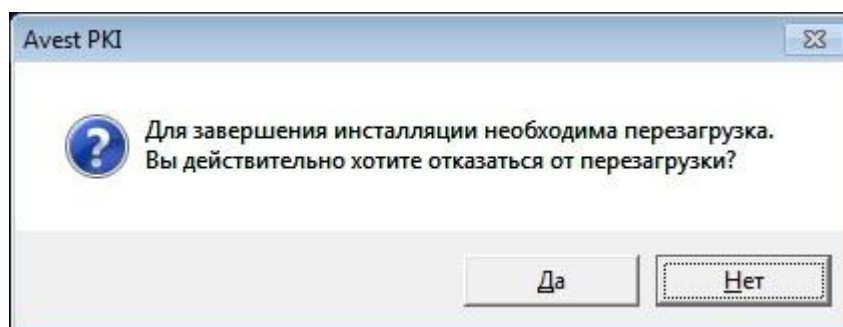 Avest PKI
Для завершения инсталляции необходима перезагрузка.
Вы действительно хотите отказаться от перезагрузки?
Да
Нет